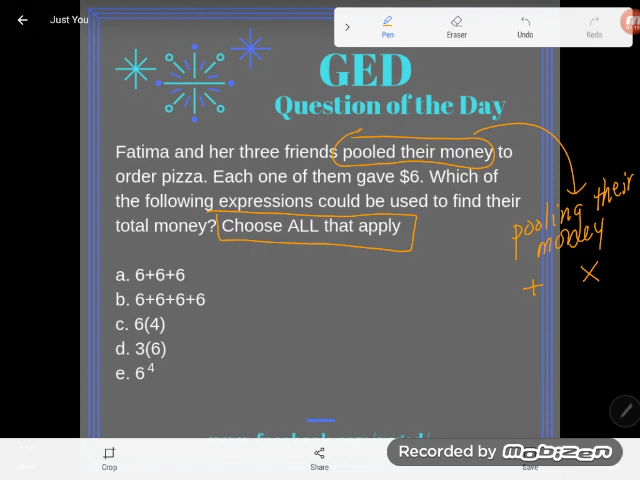 Just You
Pen
Eraser
Undo
Redo
GED
Question of the Day
Fatima and her three friends pooled their money to
order pizza. Each one of them gave $6. Which of
the following expressions could be used to find their
total money? Choose ALL that apply
pooling their
money
+ ×
a. 6+6+6
b. 6+6+6+6
c. 6(4)
d. 3(6)
e. 6⁴
Crop
Share
Save
Recorded by Mobizen